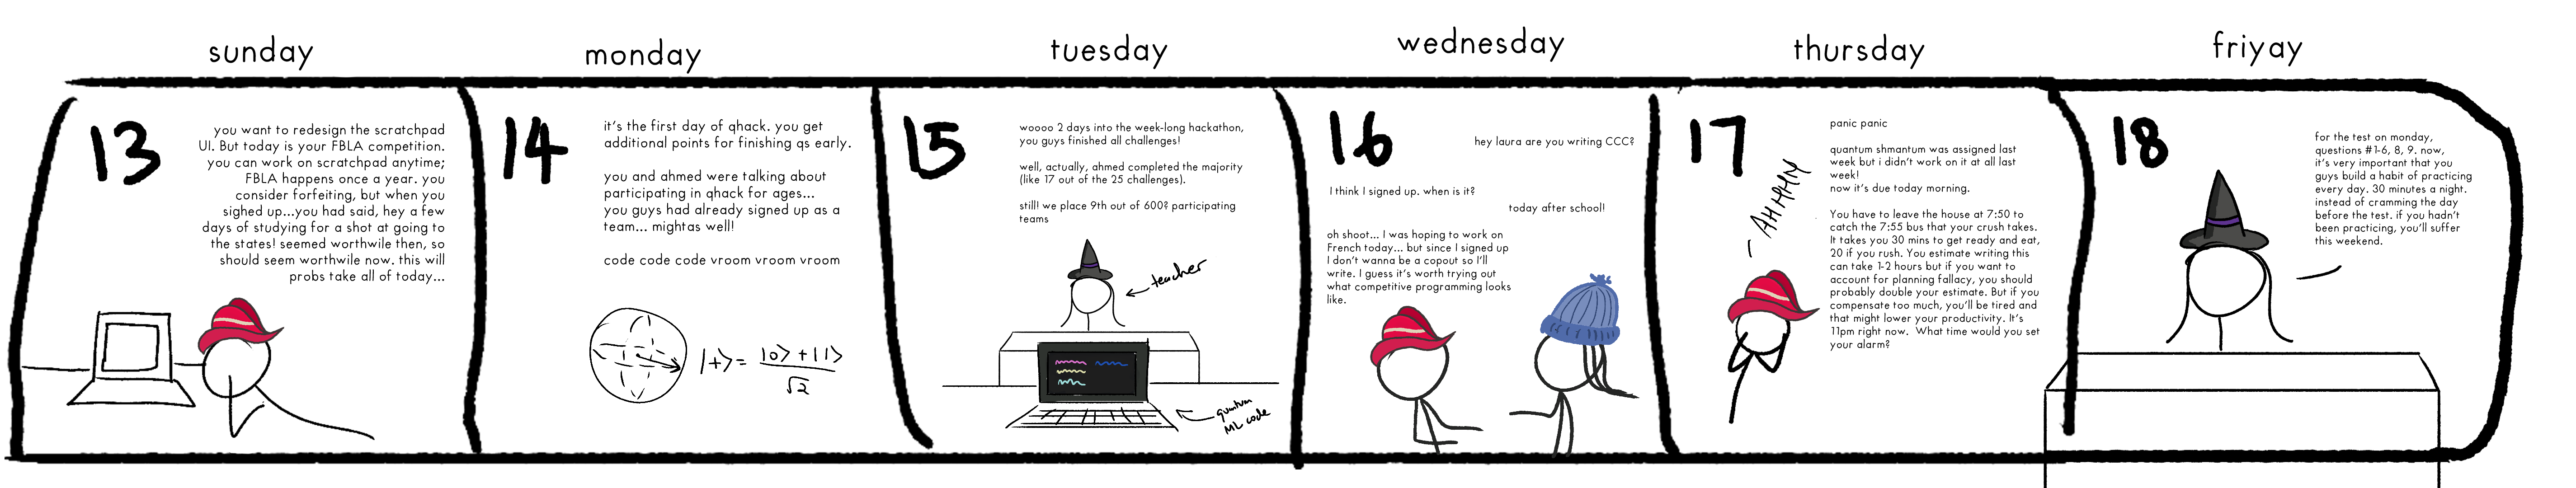 sunday
13
you want to redesign the scratchpad
UI. But today is your FBLA competition.
you can work on scratchpad anytime;
FBLA happens once a year. you
consider forfeiting, but when you
sighed up...you had said, hey a few
days of studying for a shot at going to
the states! seemed worthwhile then, so
should seem worthwhile now. this will
probs take all of today...
monday
14
it's the first day of qhack. you get
additional points for finishing qs early.
you and ahmed were talking about
participating in qhack for ages...
you guys had already signed up as a
team... mightas well!
code code code vroom vroom vroom
|+> = |0> + |1> / √2
tuesday
15
woooo 2 days into the week-long hackathon,
you guys finished all challenges!
well, actually, ahmed completed the majority
(like 17 out of the 25 challenges).
still! we place 9th out of 600? participating
teams
teacher
quantum
ML code
wednesday
16
hey laura are you writing CCC?
I think I signed up. when is it?
today after school!
oh shoot... I was hoping to work on
French today... but since I signed up
I don't wanna be a copout so I'll
write. I guess it's worth trying out
what competitive programming looks
like.
thursday
17
panic panic
quantum shmantum was assigned last
week but i didn't work on it at all last
week!
now it's due today morning.
You have to leave the house at 7:50 to
catch the 7:55 bus that your crush takes.
It takes you 30 mins to get ready and eat,
20 if you rush. You estimate writing this
can take 1-2 hours but if you want to
account for planning fallacy, you should
probably double your estimate. But if you
compensate too much, you'll be tired and
that might lower your productivity. It's
11pm right now. What time would you set
your alarm?
AHHHH
friyay
18
for the test on monday,
questions #1-6, 8, 9. now,
it's very important that you
guys build a habit of practicing
every day. 30 minutes a night.
instead of cramming the day
before the test. if you hadn't
been practicing, you'll suffer
this weekend.